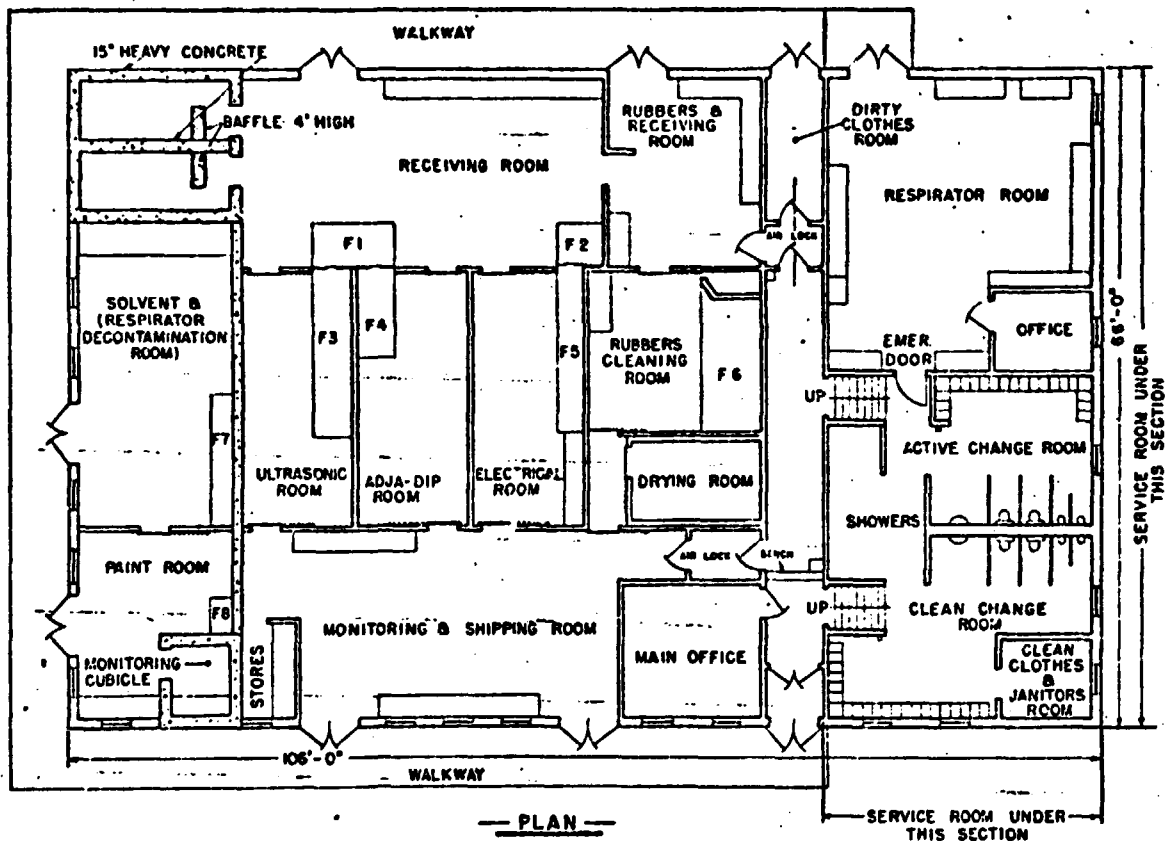 WALKWAY
15" HEAVY CONCRETE
BAFFLE 4' HIGH
RECEIVING ROOM
RUBBERS &
RECEIVING
ROOM
DIRTY
CLOTHES
ROOM
RESPIRATOR ROOM
AIR LOCK
F1
F2
SOLVENT &
(RESPIRATOR
DECONTAMINATION
ROOM)
F3
F4
F5
RUBBERS
CLEANING
ROOM
F6
EMER.
DOOR
OFFICE
66'-0"
SERVICE ROOM UNDER
THIS SECTION
UP
F7
ULTRASONIC
ROOM
ADJA-DIP
ROOM
ELECTRICAL
ROOM
DRYING ROOM
ACTIVE CHANGE ROOM
SHOWERS
PAINT ROOM
AIR LOCK
BENCH
F8
UP
MONITORING & SHIPPING ROOM
MAIN OFFICE
CLEAN CHANGE
ROOM
MONITORING
CUBICLE
STORES
CLEAN
CLOTHES
&
JANITORS
ROOM
106'-0"
WALKWAY
PLAN
SERVICE ROOM UNDER
THIS SECTION